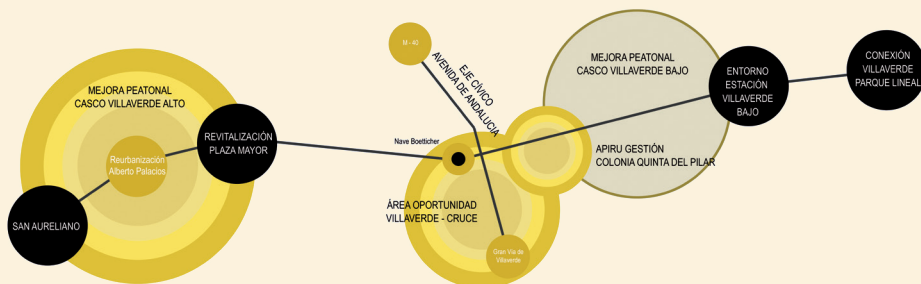 MEJORA PEATONAL
CASCO VILLAVERDE ALTO
Reurbanización
Alberto Palacios
SAN AURELIANO
REVITALIZACIÓN
PLAZA MAYOR
M - 40
EJE CÍVICO
AVENIDA DE ANDALUCIA
Nave Boetticher
ÁREA OPORTUNIDAD
VILLAVERDE - CRUCE
Gran Vía de
Villaverde
MEJORA PEATONAL
CASCO VILLAVERDE BAJO
APIRU GESTIÓN
COLONIA QUINTA DEL PILAR
ENTORNO
ESTACIÓN
VILLAVERDE
BAJO
CONEXIÓN
VILLAVERDE
PARQUE LINEAL